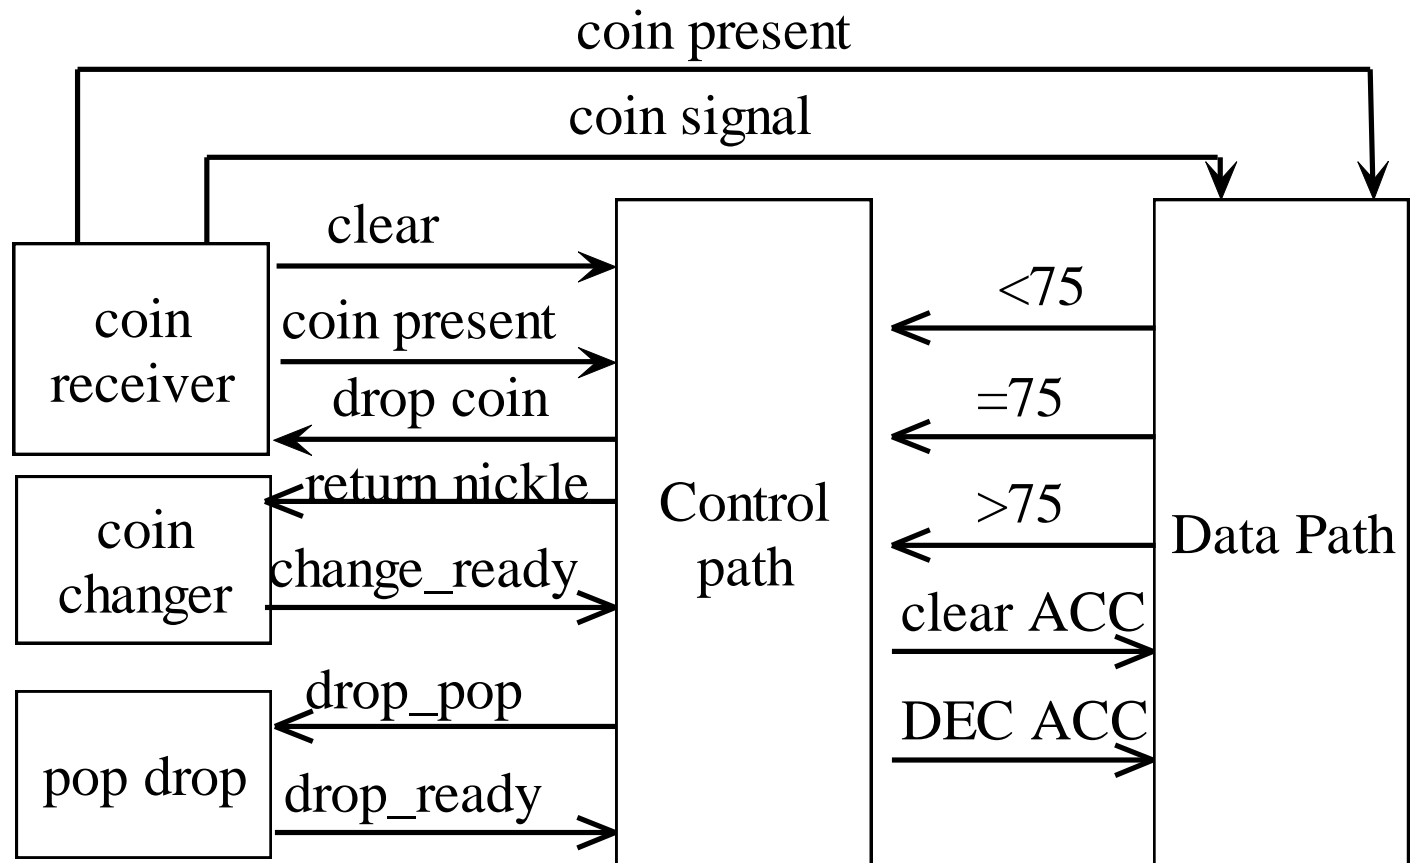 coin present
coin signal
clear
coin
receiver
coin present
drop coin
return nickle
coin
changer
change_ready
drop_pop
pop drop
drop_ready
Control
path
<75
=75
>75
clear ACC
DEC ACC
Data Path